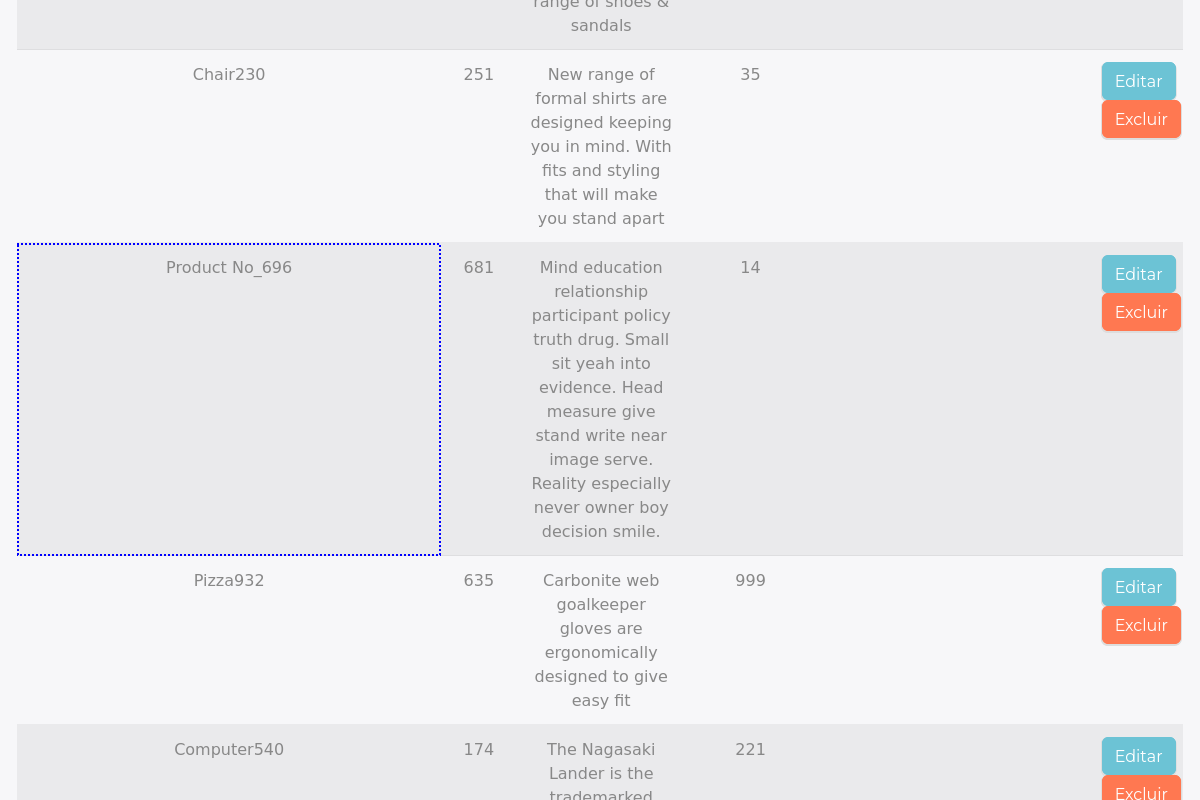 range of shoes &
sandals
Chair230 251 New range of 35 Editar
formal shirts are
designed keeping Excluir
you in mind. With
fits and styling
that will make
you stand apart
Product No_696 681 Mind education 14 Editar
relationship
participant policy Excluir
truth drug. Small
sit yeah into
evidence. Head
measure give
stand write near
image serve.
Reality especially
never owner boy
decision smile.
Pizza932 635 Carbonite web 999 Editar
goalkeeper
gloves are Excluir
ergonomically
designed to give
easy fit
Computer540 174 The Nagasaki 221 Editar
Lander is the
trademarked Excluir